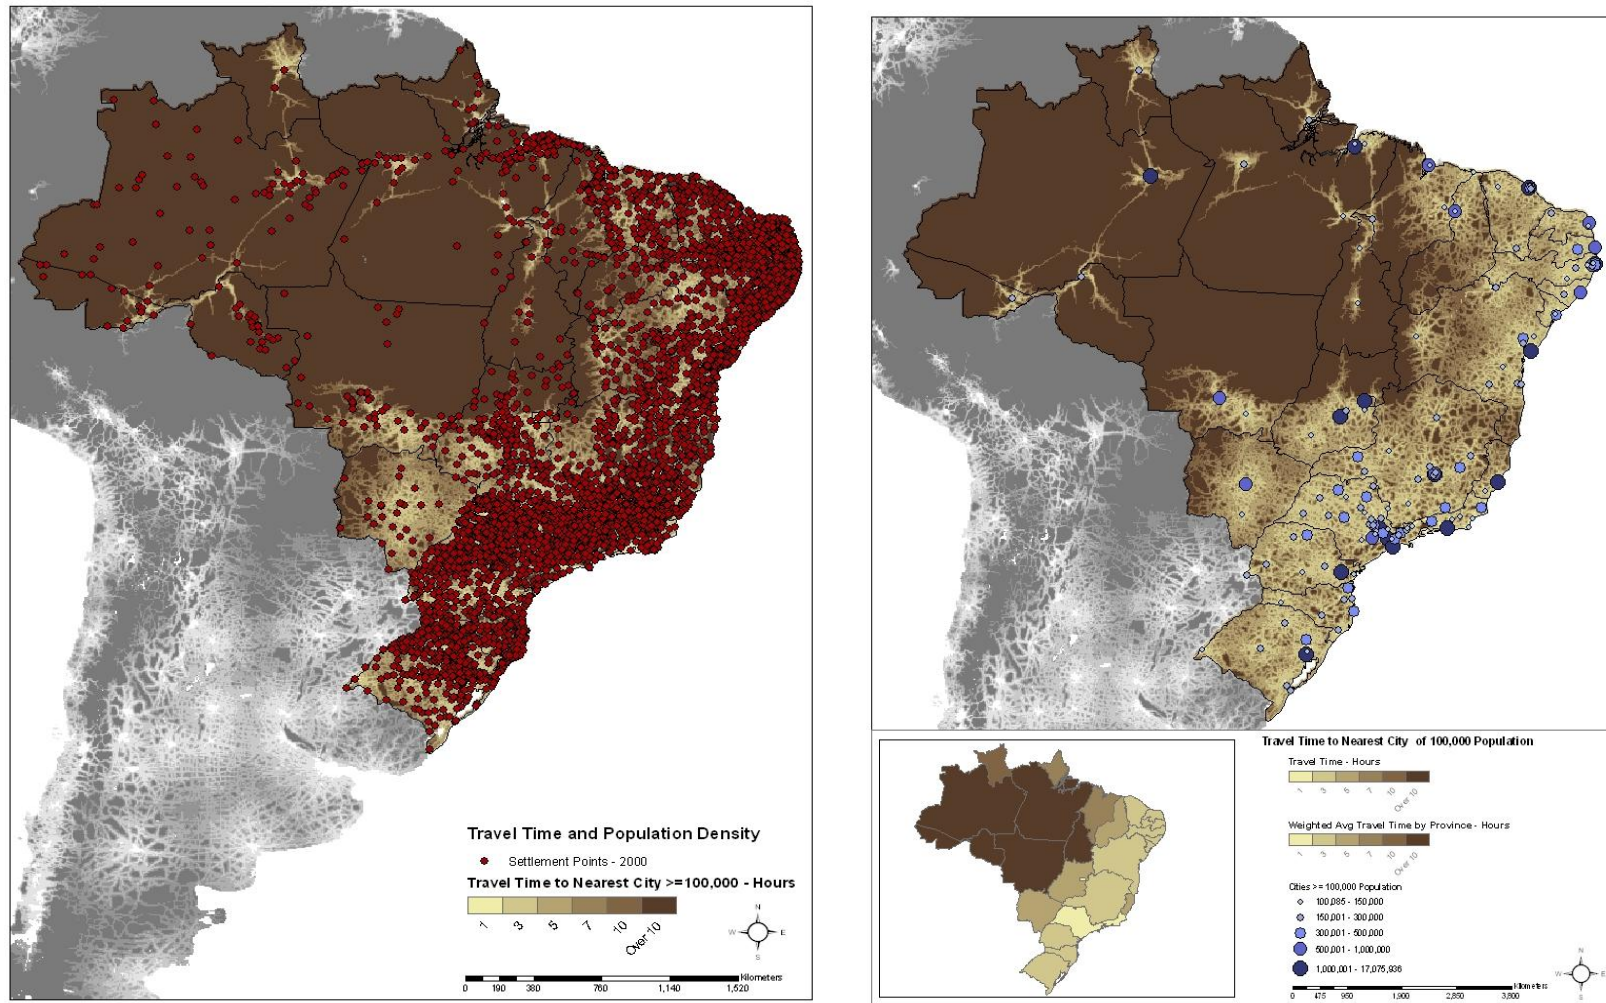 Travel Time and Population Density
Settlement Points - 2000
Travel Time to Nearest City >=100,000 - Hours
1 3 5 7 10 Over 10
N
W E
S
Kilometers
0 190 380 760 1,140 1,520
Travel Time to Nearest City of 100,000 Population
Travel Time - Hours
1 3 5 7 10 Over 10
Weighted Avg Travel Time by Province - Hours
1 3 5 7 10 Over 10
Cities >= 100,000 Population
100,085 - 150,000
150,001 - 300,000
300,001 - 500,000
500,001 - 1,000,000
1,000,001 - 17,075,936
N
W E
S
Kilometers
0 475 950 1,900 2,850 3,800